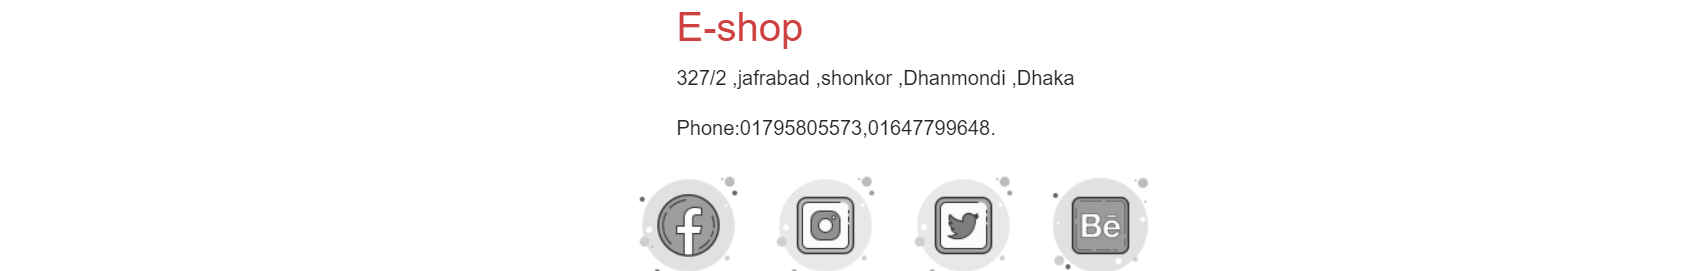 E-shop
327/2 ,jafrabad ,shonkor ,Dhanmondi ,Dhaka
Phone:01795805573,01647799648.
f
Bē